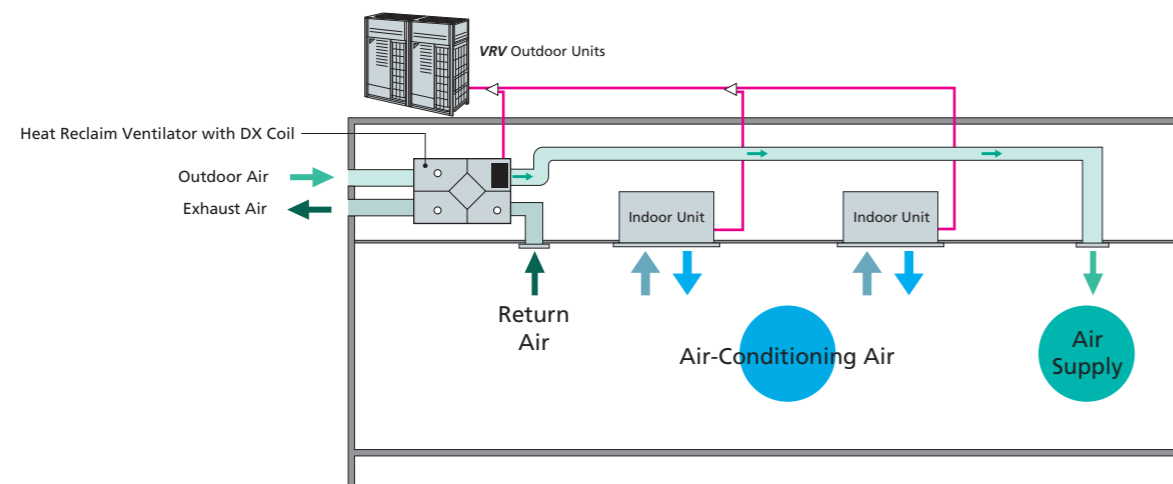 VRV Outdoor Units
Heat Reclaim Ventilator with DX Coil
Outdoor Air
Exhaust Air
Indoor Unit
Indoor Unit
Return
Air
Air-Conditioning Air
Air
Supply